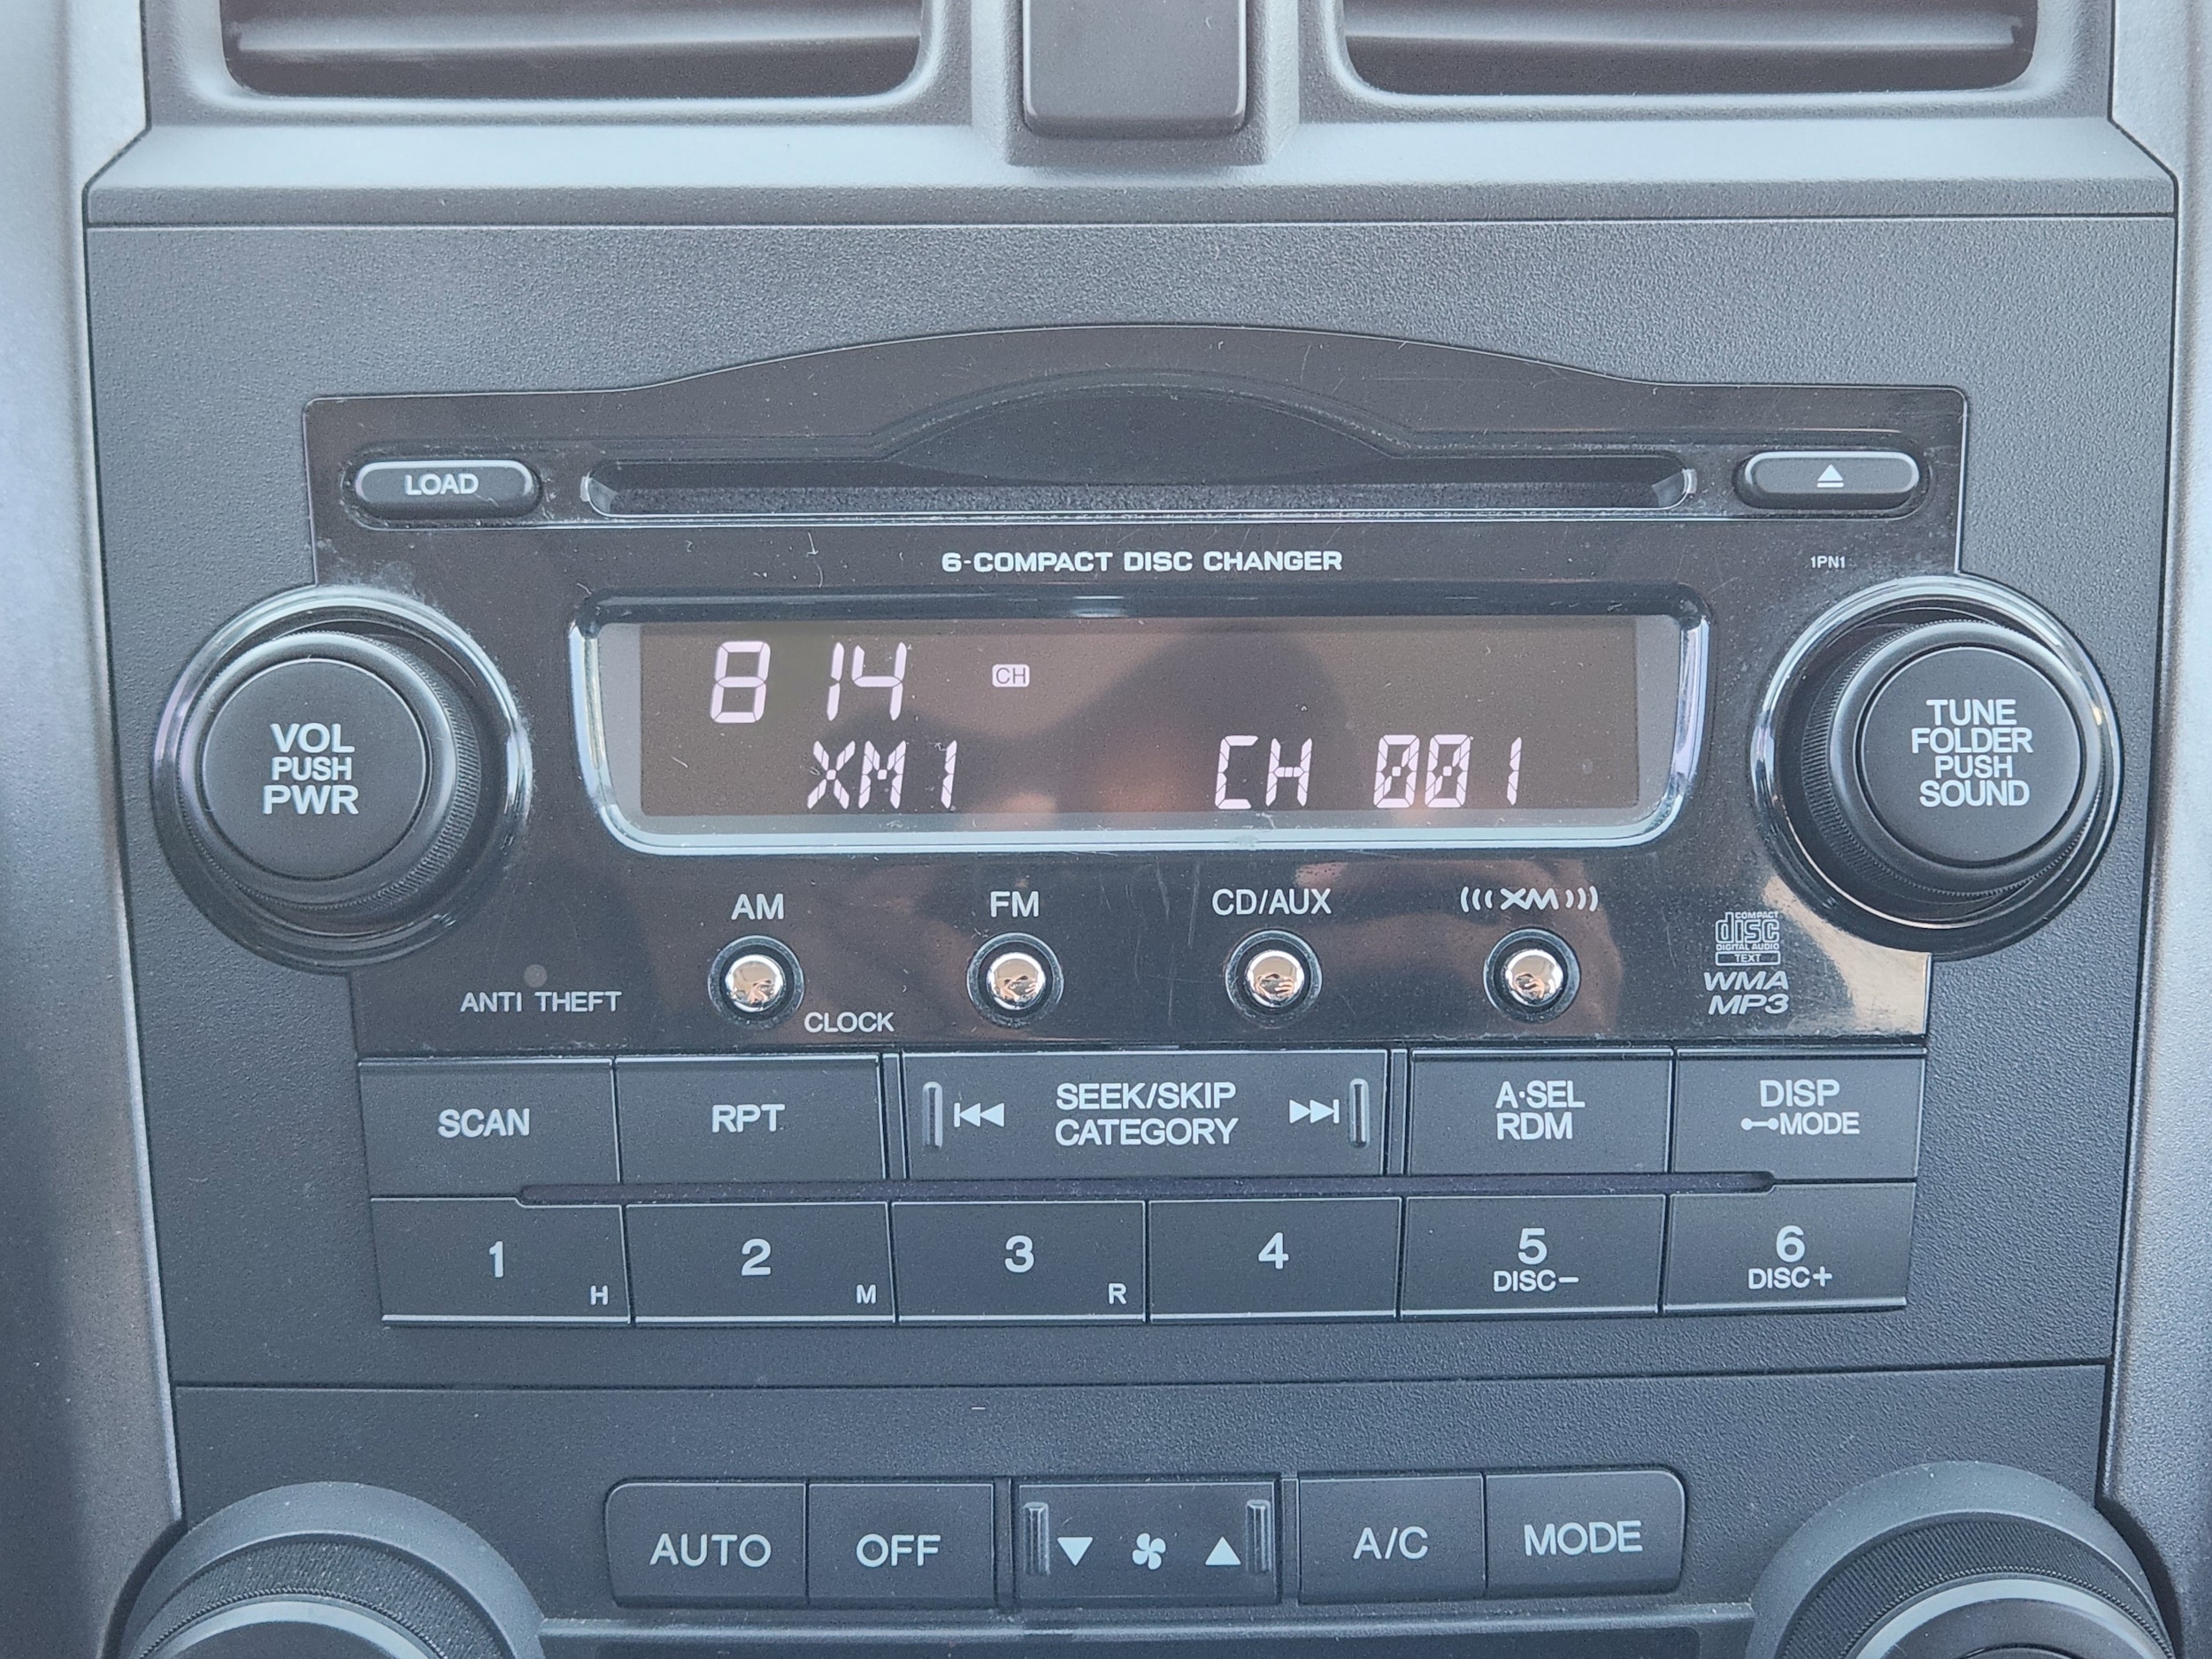 LOAD
6-COMPACT DISC CHANGER
1PN1
VOL
PUSH
PWR
8 14 CH
XM1 CH 001
TUNE
FOLDER
PUSH
SOUND
AM FM CD/AUX (((XM)))
COMPACT
disc
DIGITAL AUDIO
TEXT
WMA
MP3
ANTI THEFT
CLOCK
SCAN
RPT
SEEK/SKIP
CATEGORY
A·SEL
RDM
DISP
MODE
1 H
2 M
3 R
4
5
DISC−
6
DISC+
AUTO OFF A/C MODE